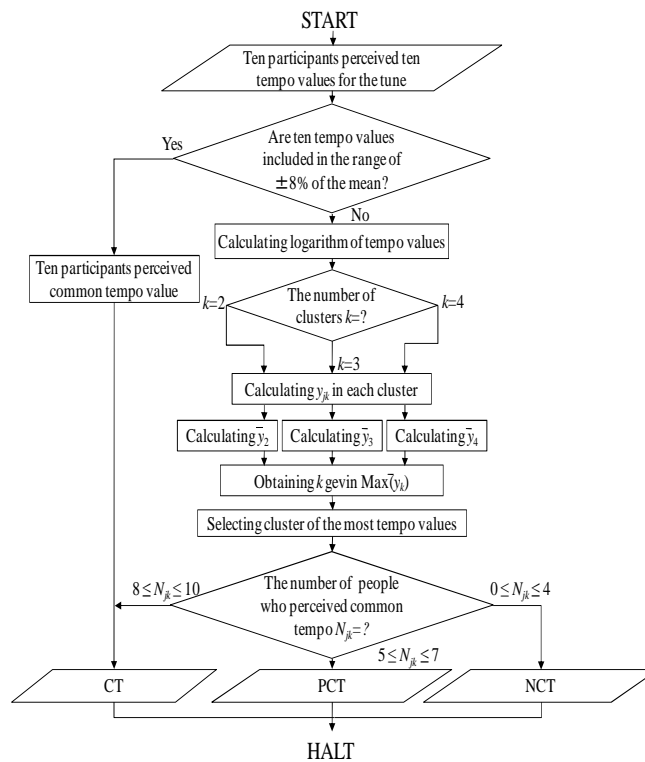 START
Ten participants perceived ten
tempo values for the tune
Yes
Are ten tempo values
included in the range of
±8% of the mean?
No
Calculating logarithm of tempo values
Ten participants perceived
common tempo value
k=2
The number of
clusters k=?
k=4
k=3
Calculating y_jk in each cluster
Calculating ȳ_2
Calculating ȳ_3
Calculating ȳ_4
Obtaining k gevin Max(ȳ_k)
Selecting cluster of the most tempo values
8 ≤ N_jk ≤ 10
The number of people
who perceived common
tempo N_jk=?
0 ≤ N_jk ≤ 4
5 ≤ N_jk ≤ 7
CT
PCT
NCT
HALT